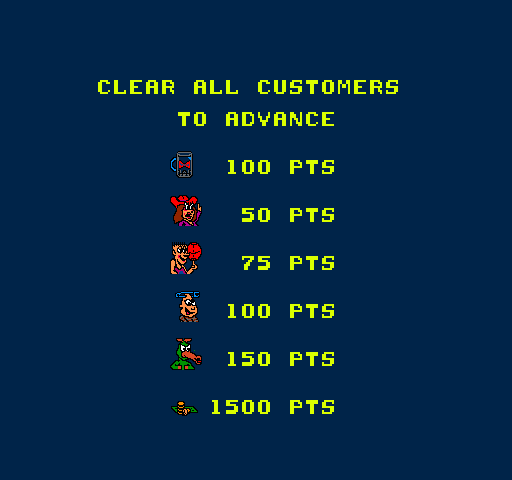 CLEAR ALL CUSTOMERS
TO ADVANCE
100 PTS
50 PTS
75 PTS
100 PTS
150 PTS
1500 PTS